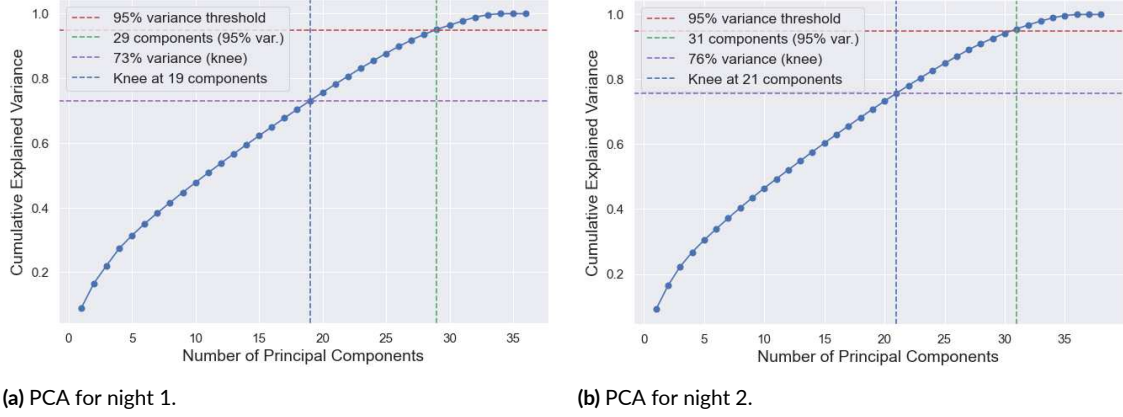 95% variance threshold
29 components (95% var.)
73% variance (knee)
Knee at 19 components
1.0
0.8
0.6
0.4
0.2
Cumulative Explained Variance
0 5 10 15 20 25 30 35
Number of Principal Components
(a) PCA for night 1.
95% variance threshold
31 components (95% var.)
76% variance (knee)
Knee at 21 components
1.0
0.8
0.6
0.4
0.2
Cumulative Explained Variance
0 5 10 15 20 25 30 35
Number of Principal Components
(b) PCA for night 2.